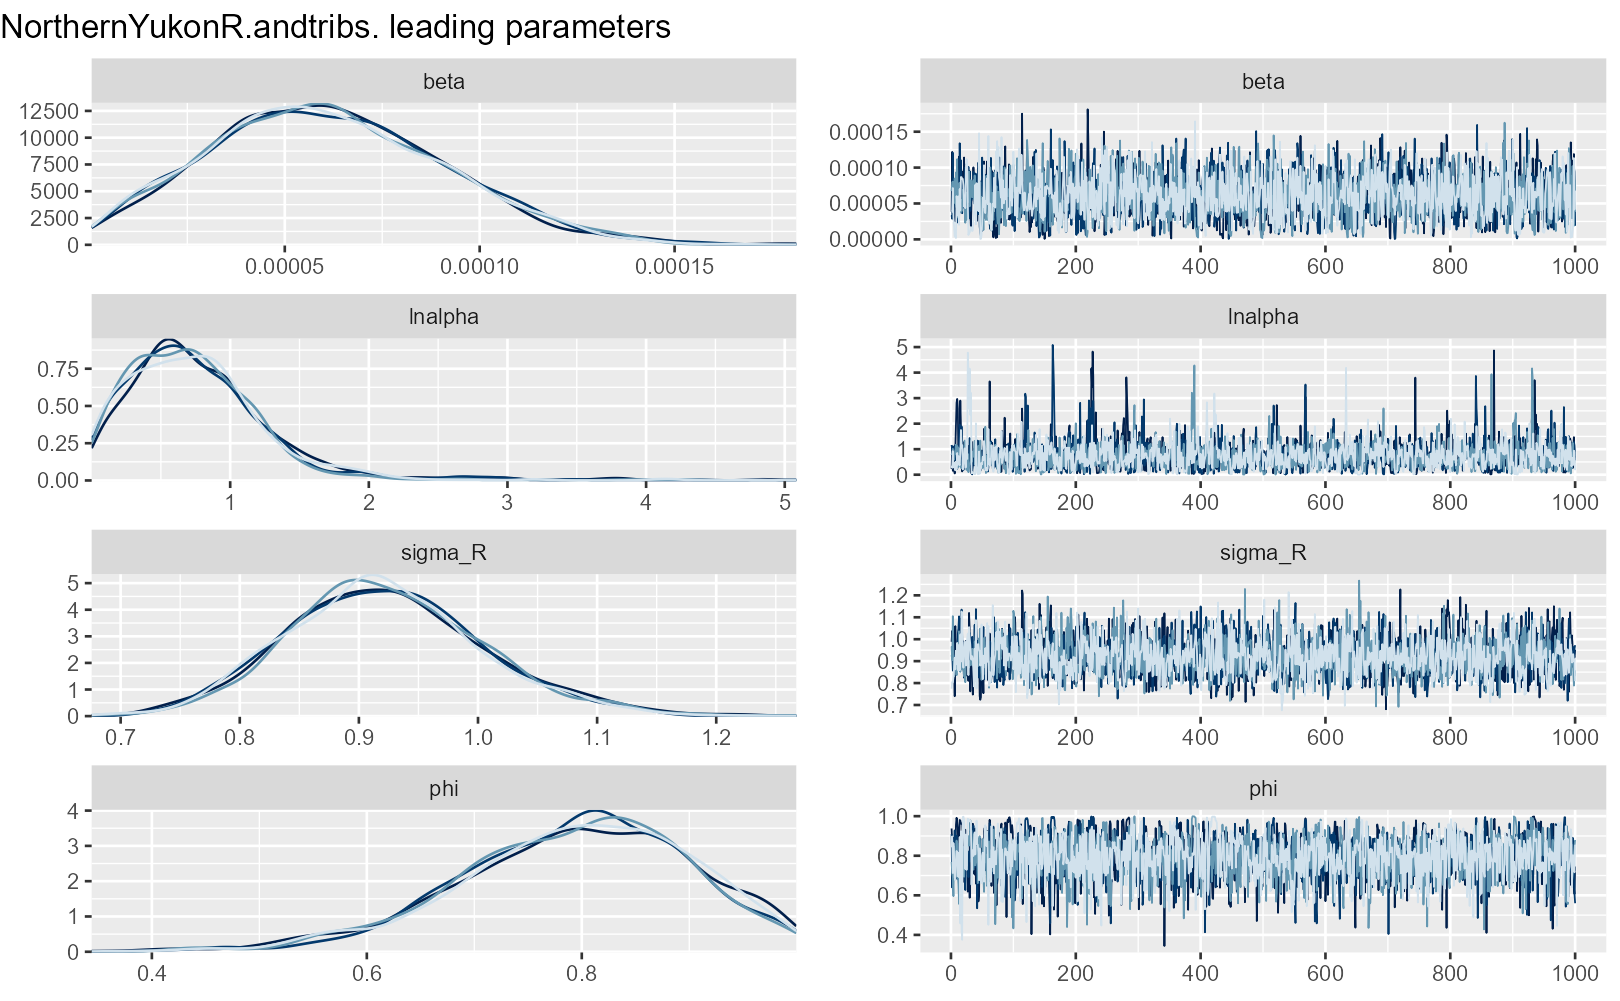 NorthernYukonR.andtribs. leading parameters
beta
beta
12500
10000
7500
5000
2500
0
0.00005 0.00010 0.00015
0.00015
0.00010
0.00005
0.00000
0 200 400 600 800 1000
lnalpha
lnalpha
0.75
0.50
0.25
0.00
1 2 3 4 5
5
4
3
2
1
0
0 200 400 600 800 1000
sigma_R
sigma_R
5
4
3
2
1
0
0.7 0.8 0.9 1.0 1.1 1.2
1.2
1.1
1.0
0.9
0.8
0.7
0 200 400 600 800 1000
phi
phi
4
3
2
1
0
0.4 0.6 0.8
1.0
0.8
0.6
0.4
0 200 400 600 800 1000